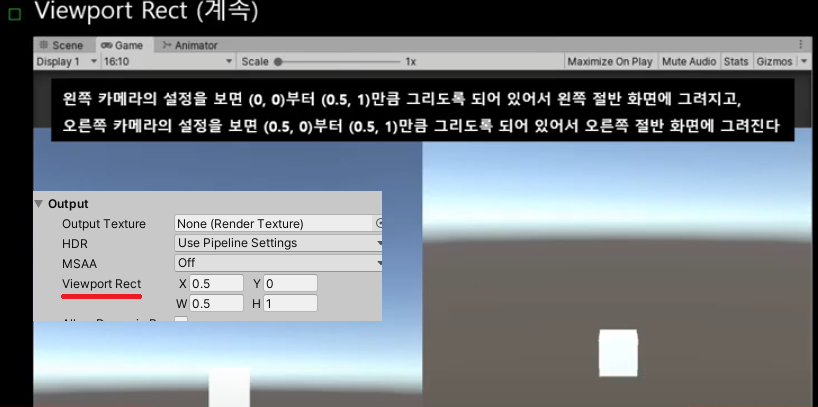 Viewport Rect (계속)
Scene Game Animator
Display 1 16:10 Scale 1x Maximize On Play Mute Audio Stats Gizmos
왼쪽 카메라의 설정을 보면 (0, 0)부터 (0.5, 1)만큼 그리도록 되어 있어서 왼쪽 절반 화면에 그려지고,
오른쪽 카메라의 설정을 보면 (0.5, 0)부터 (0.5, 1)만큼 그리도록 되어 있어서 오른쪽 절반 화면에 그려진다
Output
Output Texture None (Render Texture)
HDR Use Pipeline Settings
MSAA Off
Viewport Rect X 0.5 Y 0
W 0.5 H 1